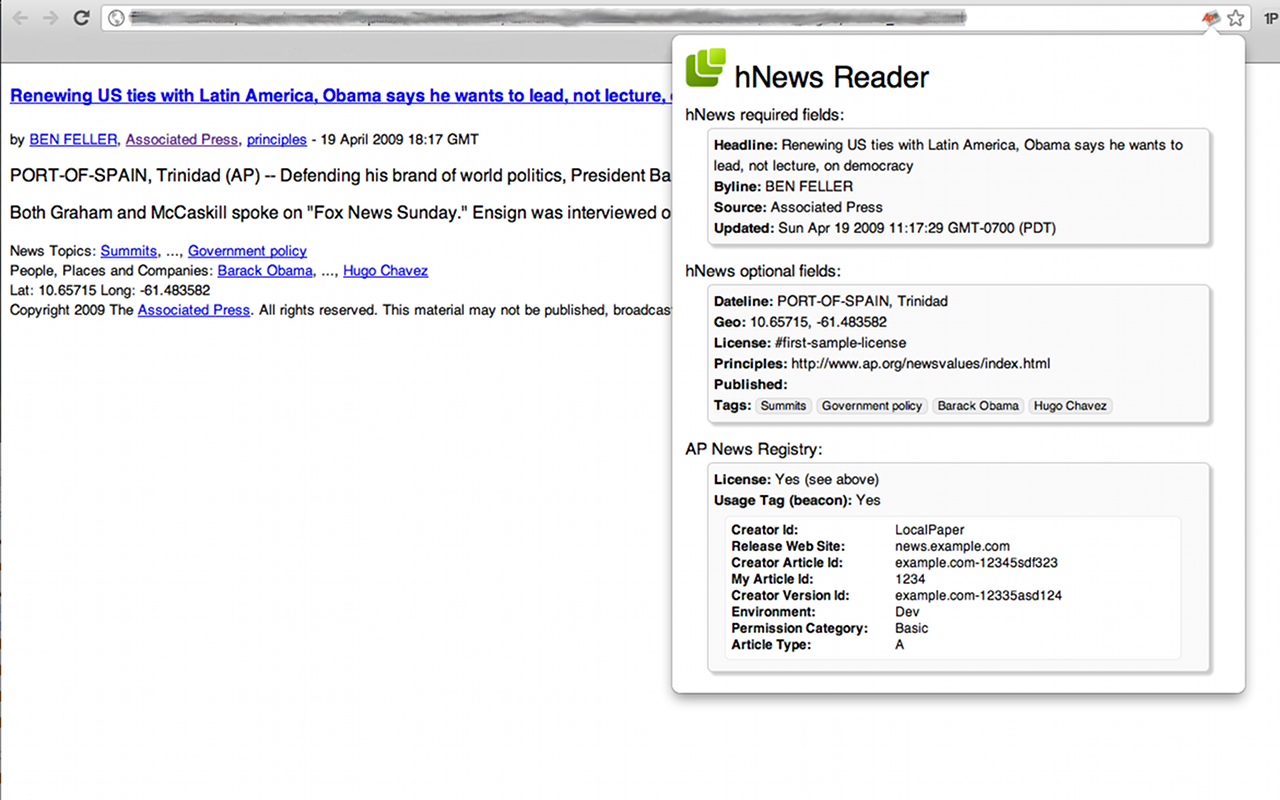 1P
Renewing US ties with Latin America, Obama says he wants to lead, not lecture,
by BEN FELLER, Associated Press, principles - 19 April 2009 18:17 GMT
PORT-OF-SPAIN, Trinidad (AP) -- Defending his brand of world politics, President Ba
Both Graham and McCaskill spoke on "Fox News Sunday." Ensign was interviewed o
News Topics: Summits, ..., Government policy
People, Places and Companies: Barack Obama, ..., Hugo Chavez
Lat: 10.65715 Long: -61.483582
Copyright 2009 The Associated Press. All rights reserved. This material may not be published, broadcas
hNews Reader
hNews required fields:
Headline: Renewing US ties with Latin America, Obama says he wants to
lead, not lecture, on democracy
Byline: BEN FELLER
Source: Associated Press
Updated: Sun Apr 19 2009 11:17:29 GMT-0700 (PDT)
hNews optional fields:
Dateline: PORT-OF-SPAIN, Trinidad
Geo: 10.65715, -61.483582
License: #first-sample-license
Principles: http://www.ap.org/newsvalues/index.html
Published:
Tags: Summits Government policy Barack Obama Hugo Chavez
AP News Registry:
License: Yes (see above)
Usage Tag (beacon): Yes
Creator Id: LocalPaper
Release Web Site: news.example.com
Creator Article Id: example.com-12345sdf323
My Article Id: 1234
Creator Version Id: example.com-12335asd124
Environment: Dev
Permission Category: Basic
Article Type: A